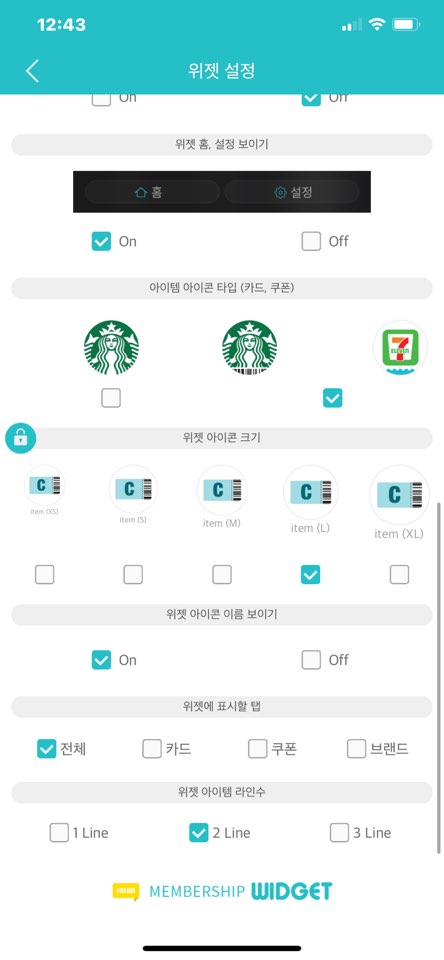 12:43
위젯 설정
On Off
위젯 홈, 설정 보이기
홈 설정
On Off
아이템 아이콘 타입 (카드, 쿠폰)
7
ELEVEN
위젯 아이콘 크기
C C C C C
item (XS) item (S) item (M) item (L) item (XL)
위젯 아이콘 이름 보이기
On Off
위젯에 표시할 탭
전체 카드 쿠폰 브랜드
위젯 아이템 라인수
1 Line 2 Line 3 Line
MEMBERSHIP WIDGET